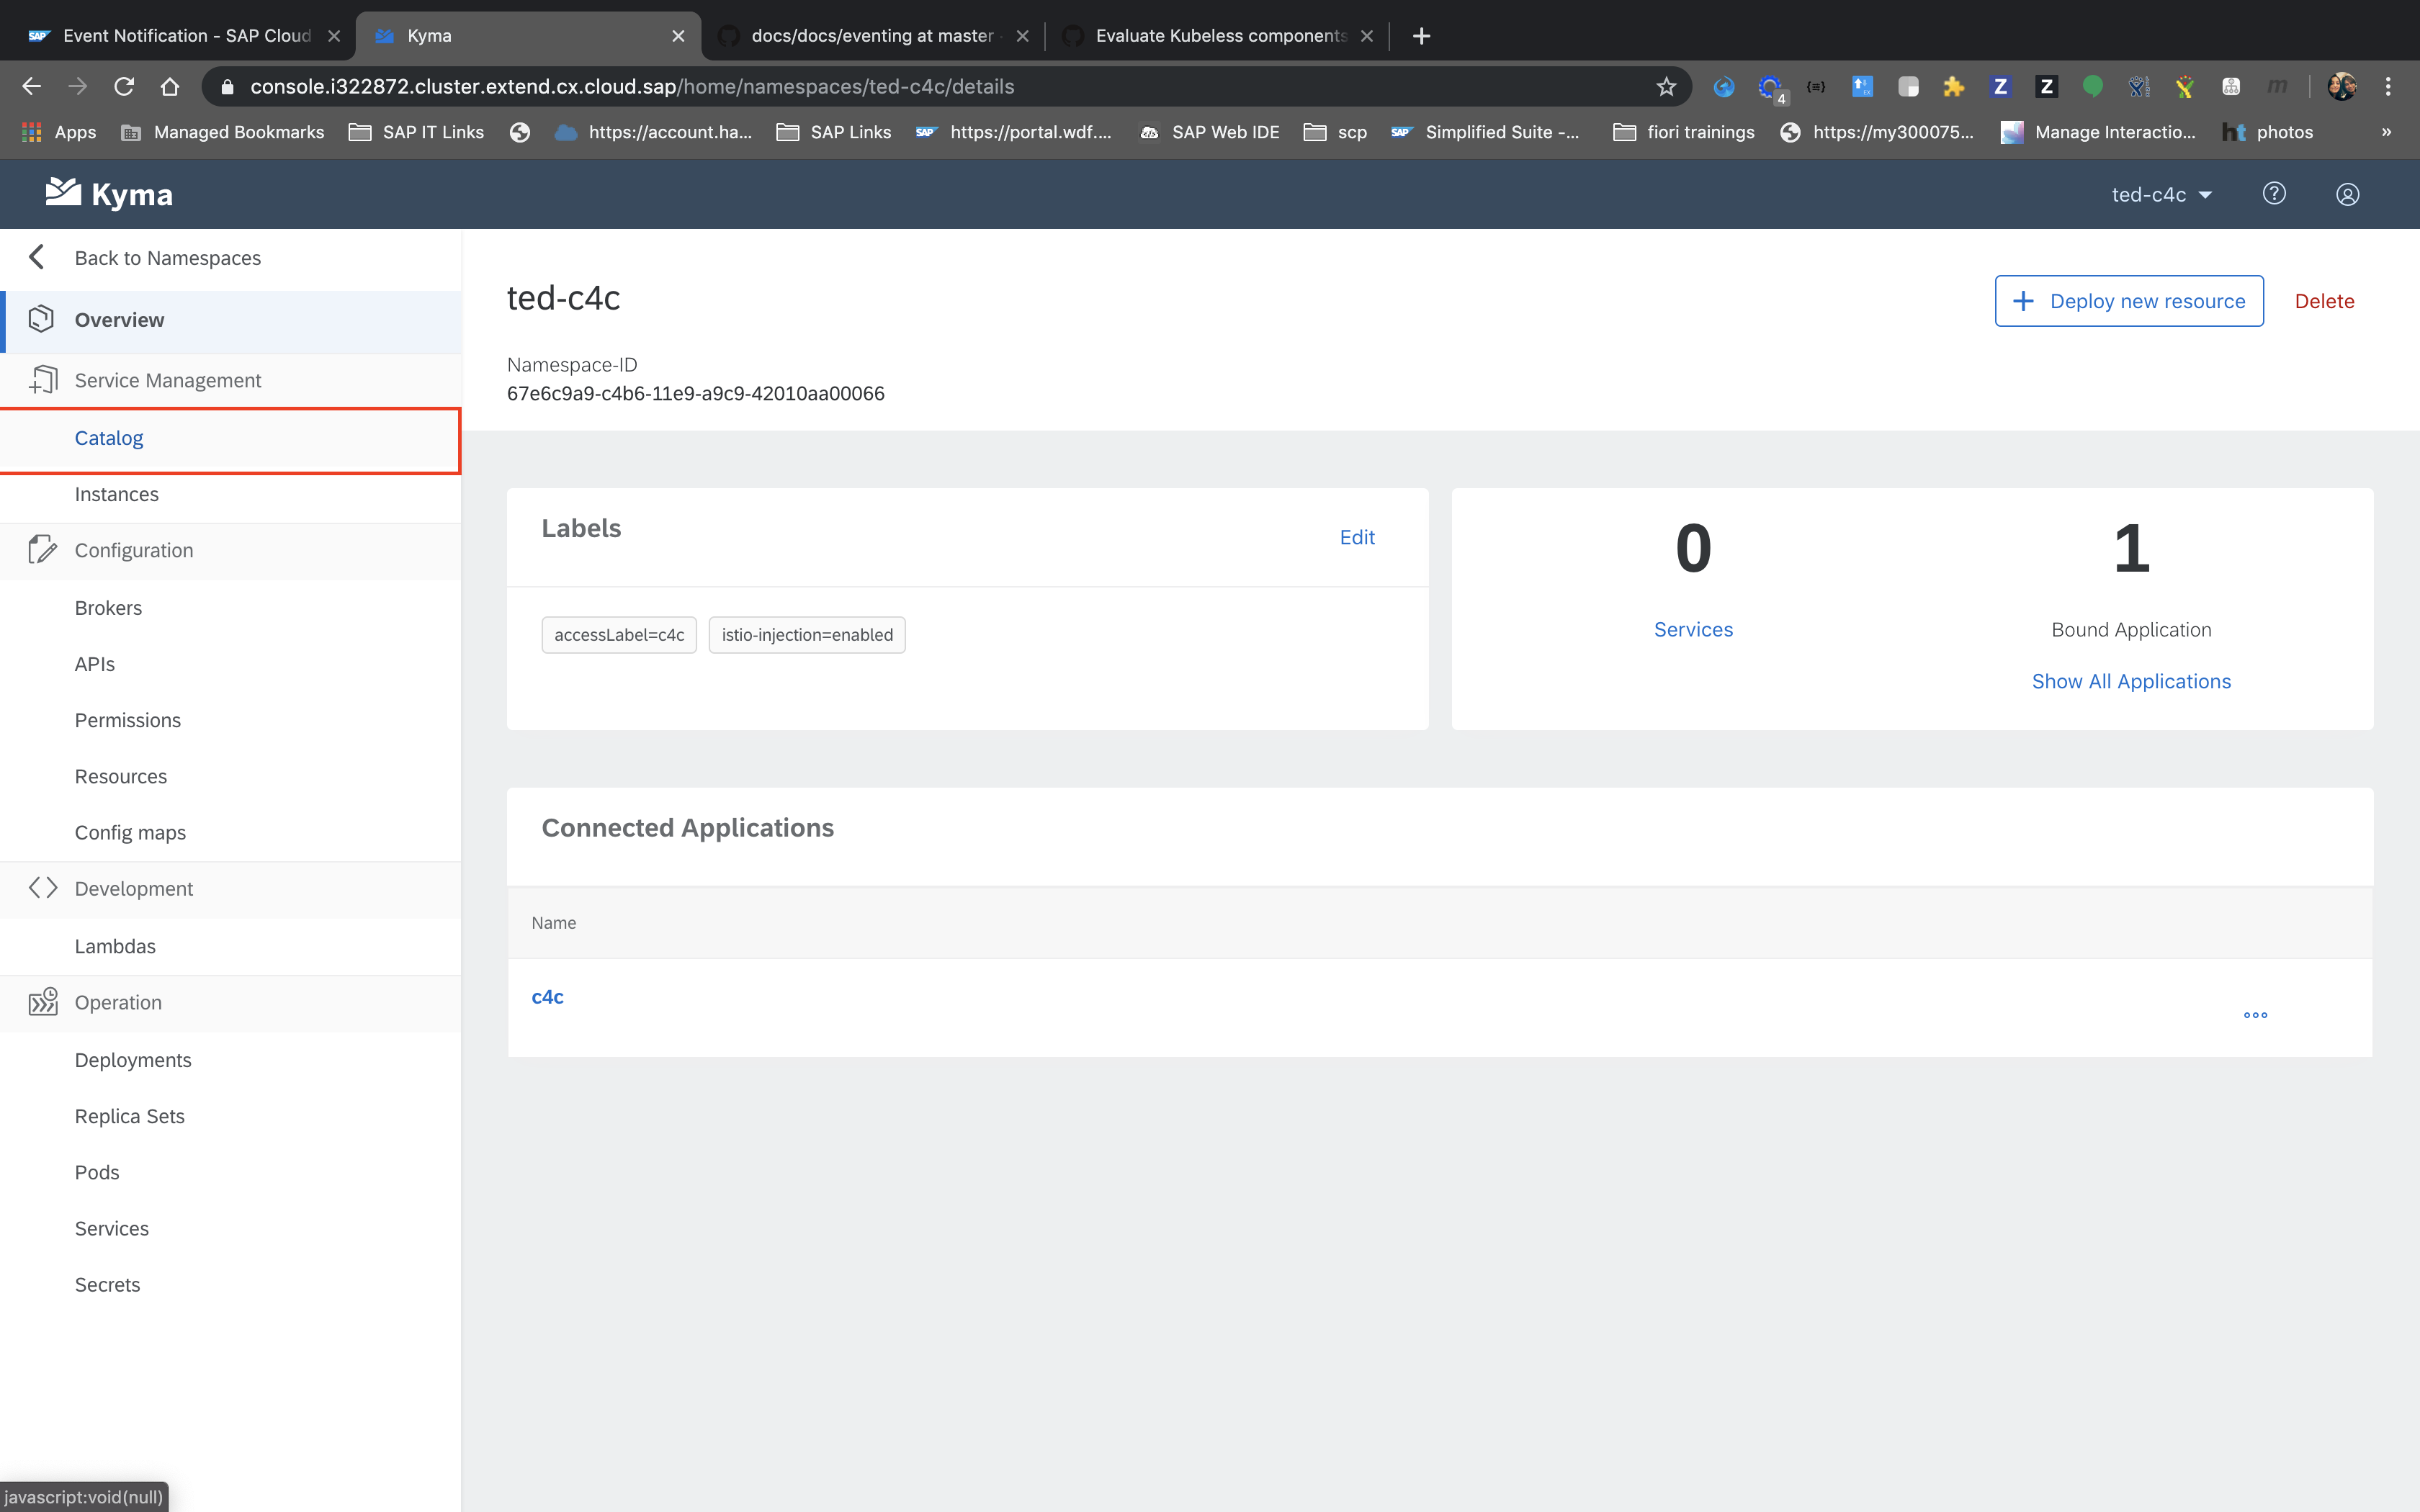 SAP Event Notification - SAP Cloud
Kyma
docs/docs/eventing at master
Evaluate Kubeless components
console.i322872.cluster.extend.cx.cloud.sap/home/namespaces/ted-c4c/details
4
Z
Z
m
Apps
Managed Bookmarks
SAP IT Links
https://account.ha...
SAP Links
SAP https://portal.wdf....
SAP Web IDE
scp
SAP Simplified Suite -...
fiori trainings
https://my300075...
Manage Interactio...
ht photos
»
Kyma
ted-c4c
?
Back to Namespaces
Overview
Service Management
Catalog
Instances
Configuration
Brokers
APIs
Permissions
Resources
Config maps
Development
Lambdas
Operation
Deployments
Replica Sets
Pods
Services
Secrets
ted-c4c
Deploy new resource
Delete
Namespace-ID
67e6c9a9-c4b6-11e9-a9c9-42010aa00066
Labels
Edit
accessLabel=c4c
istio-injection=enabled
0
Services
1
Bound Application
Show All Applications
Connected Applications
Name
c4c
javascript:void(null)